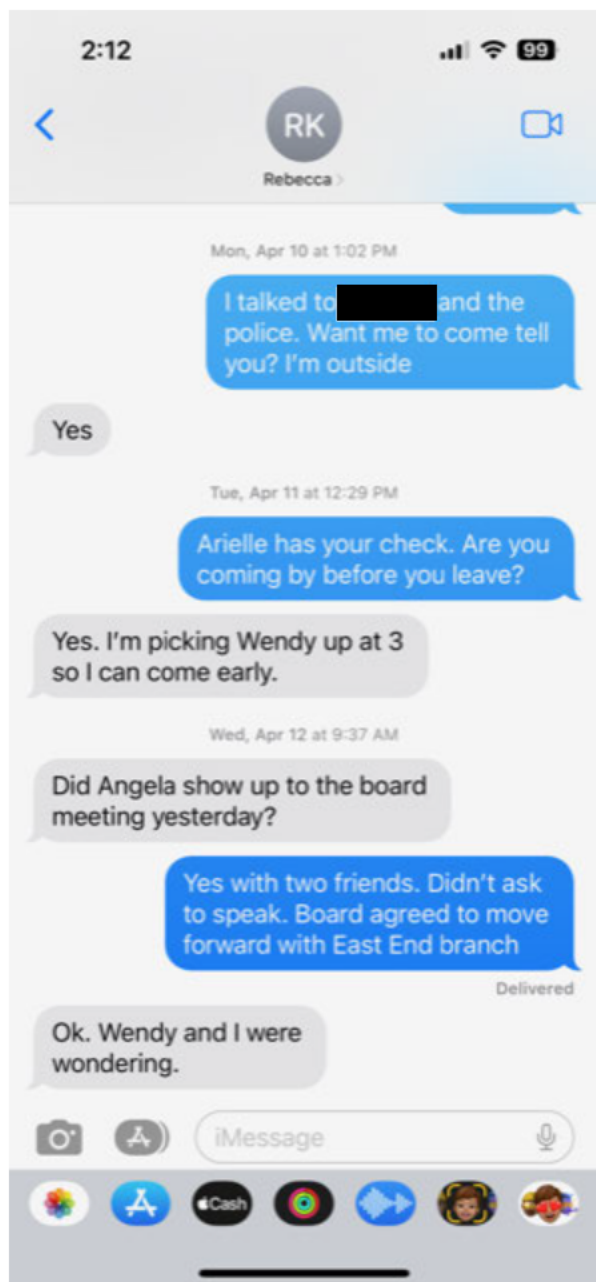 2:12
99
RK
Rebecca
Mon, Apr 10 at 1:02 PM
I talked to and the
police. Want me to come tell
you? I'm outside
Yes
Tue, Apr 11 at 12:29 PM
Arielle has your check. Are you
coming by before you leave?
Yes. I'm picking Wendy up at 3
so I can come early.
Wed, Apr 12 at 9:37 AM
Did Angela show up to the board
meeting yesterday?
Yes with two friends. Didn't ask
to speak. Board agreed to move
forward with East End branch
Delivered
Ok. Wendy and I were
wondering.
iMessage
Cash